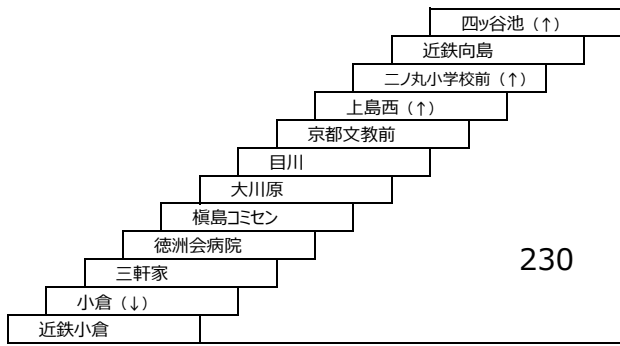 四ッ谷池（↑）
近鉄向島
二ノ丸小学校前（↑）
上島西（↑）
京都文教前
目川
大川原
槇島コミセン
徳洲会病院
三軒家
小倉（↓）
近鉄小倉
230